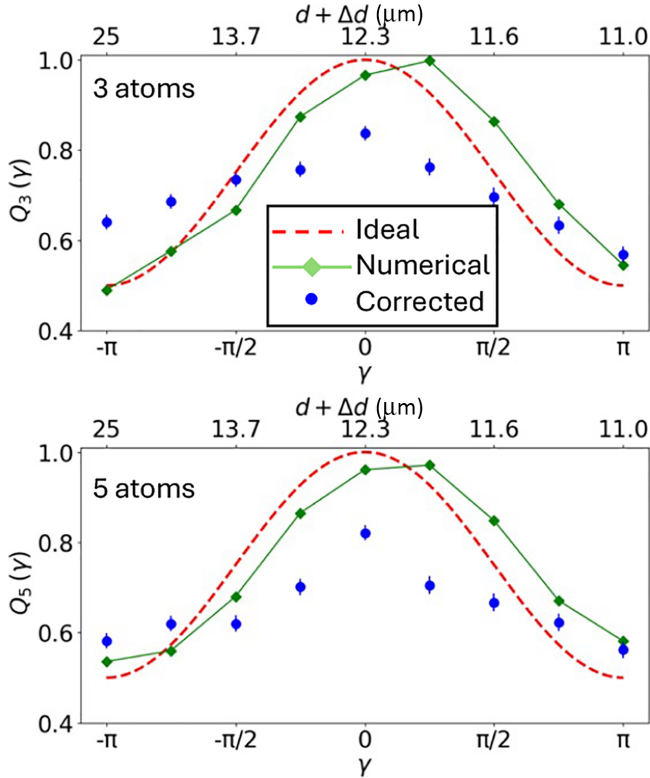 d + Δd (μm)
25 13.7 12.3 11.6 11.0
1.0
3 atoms
0.8
Q₃ (γ)
0.6
0.4
Ideal
Numerical
Corrected
-π -π/2 0 π/2 π
γ
d + Δd (μm)
25 13.7 12.3 11.6 11.0
1.0
5 atoms
0.8
Q₅ (γ)
0.6
0.4
-π -π/2 0 π/2 π
γ